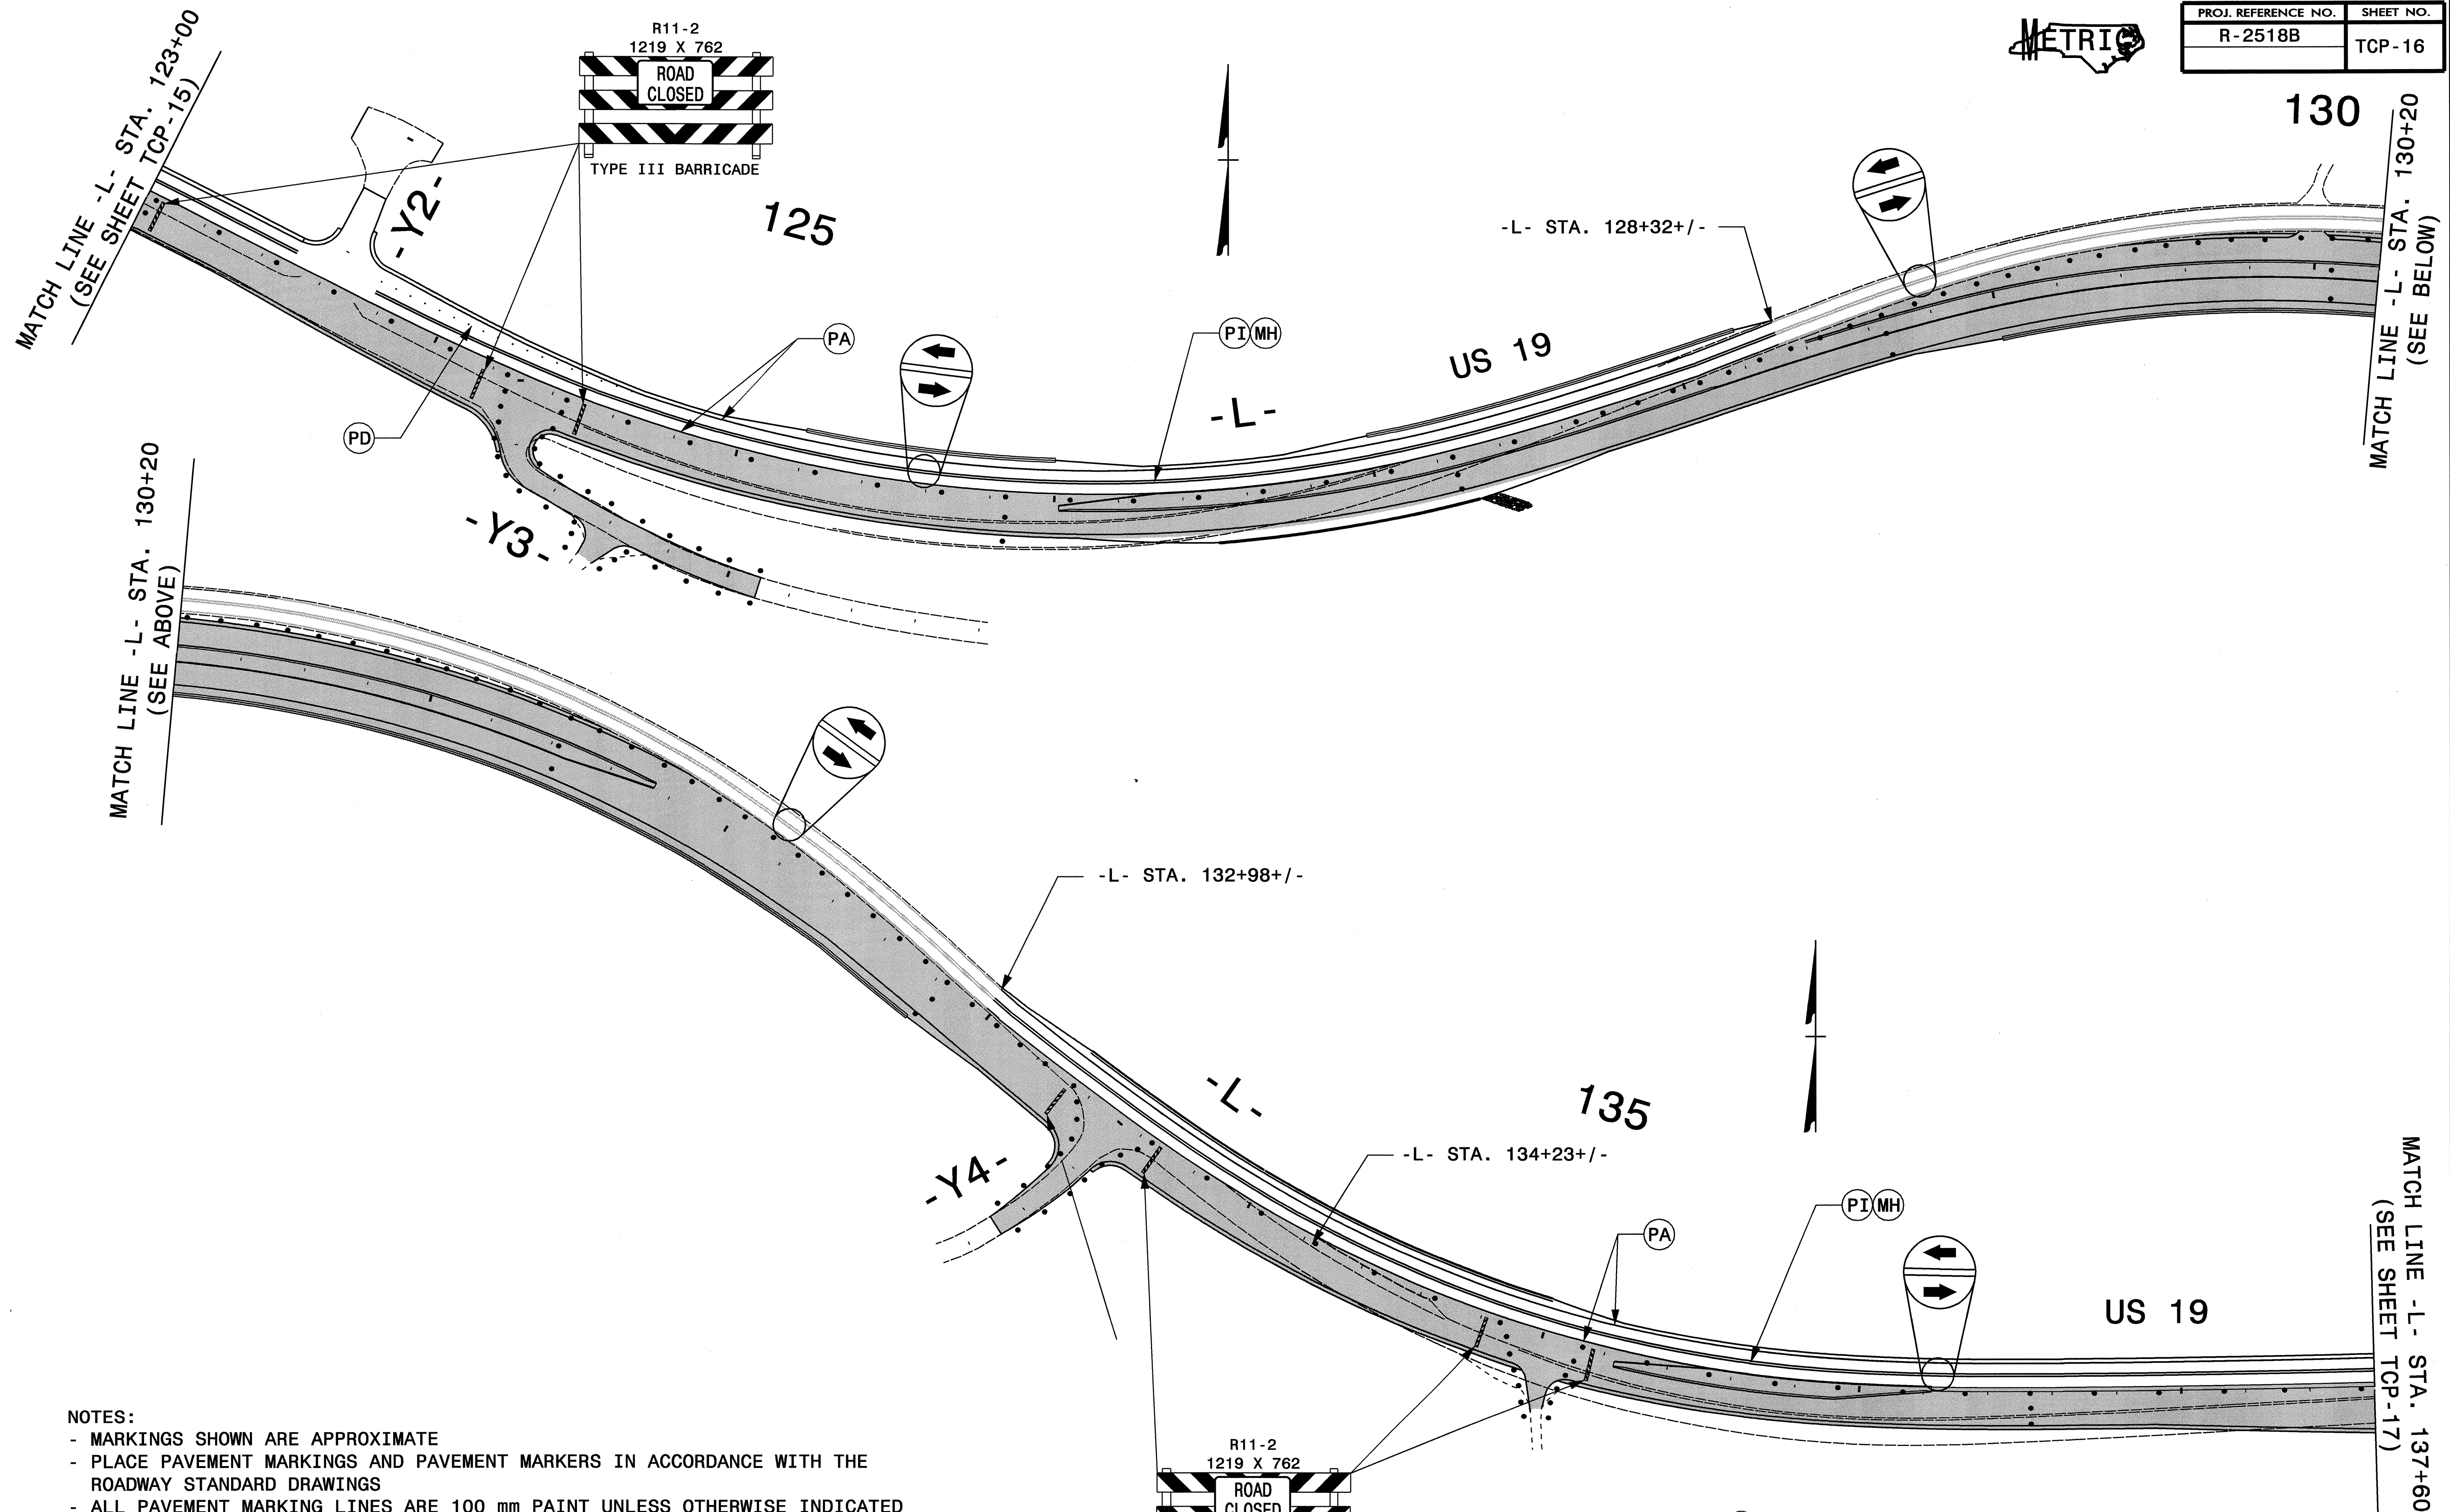 PROJ. REFERENCE NO.
SHEET NO.
R-2518B
TCP-16
METRIC
R11-2
1219 X 762
ROAD
CLOSED
TYPE III BARRICADE
MATCH LINE -L- STA. 123+00
(SEE SHEET TCP-15)
-Y2-
125
130
MATCH LINE -L- STA. 130+20
(SEE BELOW)
-L- STA. 128+32+/-
PA
PI
MH
US 19
-L-
PD
-Y3-
MATCH LINE -L- STA. 130+20
(SEE ABOVE)
-L- STA. 132+98+/-
-L-
135
-L- STA. 134+23+/-
-Y4-
PI
MH
PA
US 19
MATCH LINE -L- STA. 137+60
(SEE SHEET TCP-17)
NOTES:
- MARKINGS SHOWN ARE APPROXIMATE
- PLACE PAVEMENT MARKINGS AND PAVEMENT MARKERS IN ACCORDANCE WITH THE
ROADWAY STANDARD DRAWINGS
- ALL PAVEMENT MARKING LINES ARE 100 mm PAINT UNLESS OTHERWISE INDICATED
R11-2
1219 X 762
ROAD
CLOSED